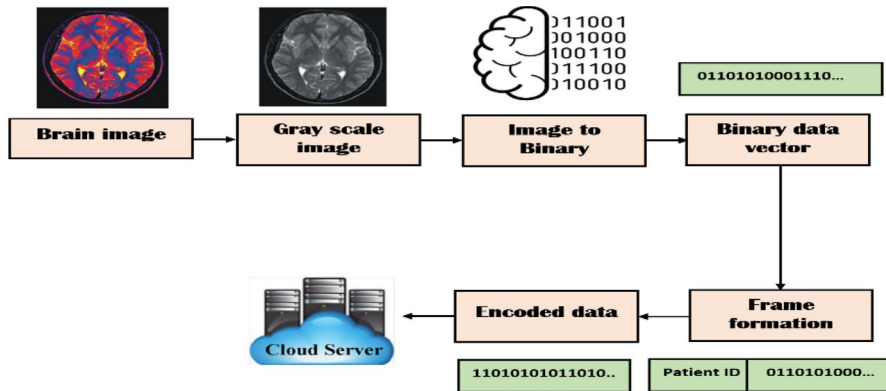 011001
001000
100110
011100
010010
01101010001110...
Brain image
Gray scale
image
Image to
Binary
Binary data
vector
Cloud Server
Encoded data
Frame
formation
11010101011010..
Patient ID
0110101000...